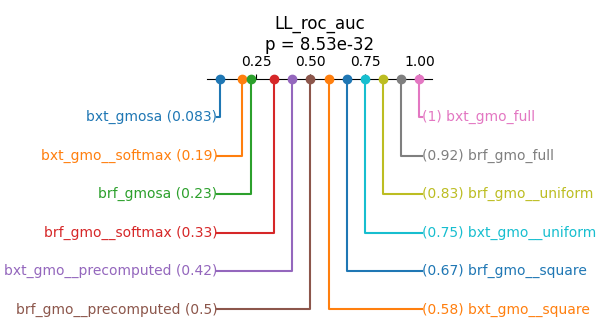 LL_roc_auc
p = 8.53e-32
0.25 0.50 0.75 1.00
bxt_gmosa (0.083) (1) bxt_gmo_full
bxt_gmo__softmax (0.19) (0.92) brf_gmo_full
brf_gmosa (0.23) (0.83) brf_gmo__uniform
brf_gmo__softmax (0.33) (0.75) bxt_gmo__uniform
bxt_gmo__precomputed (0.42) (0.67) brf_gmo__square
brf_gmo__precomputed (0.5) (0.58) bxt_gmo__square